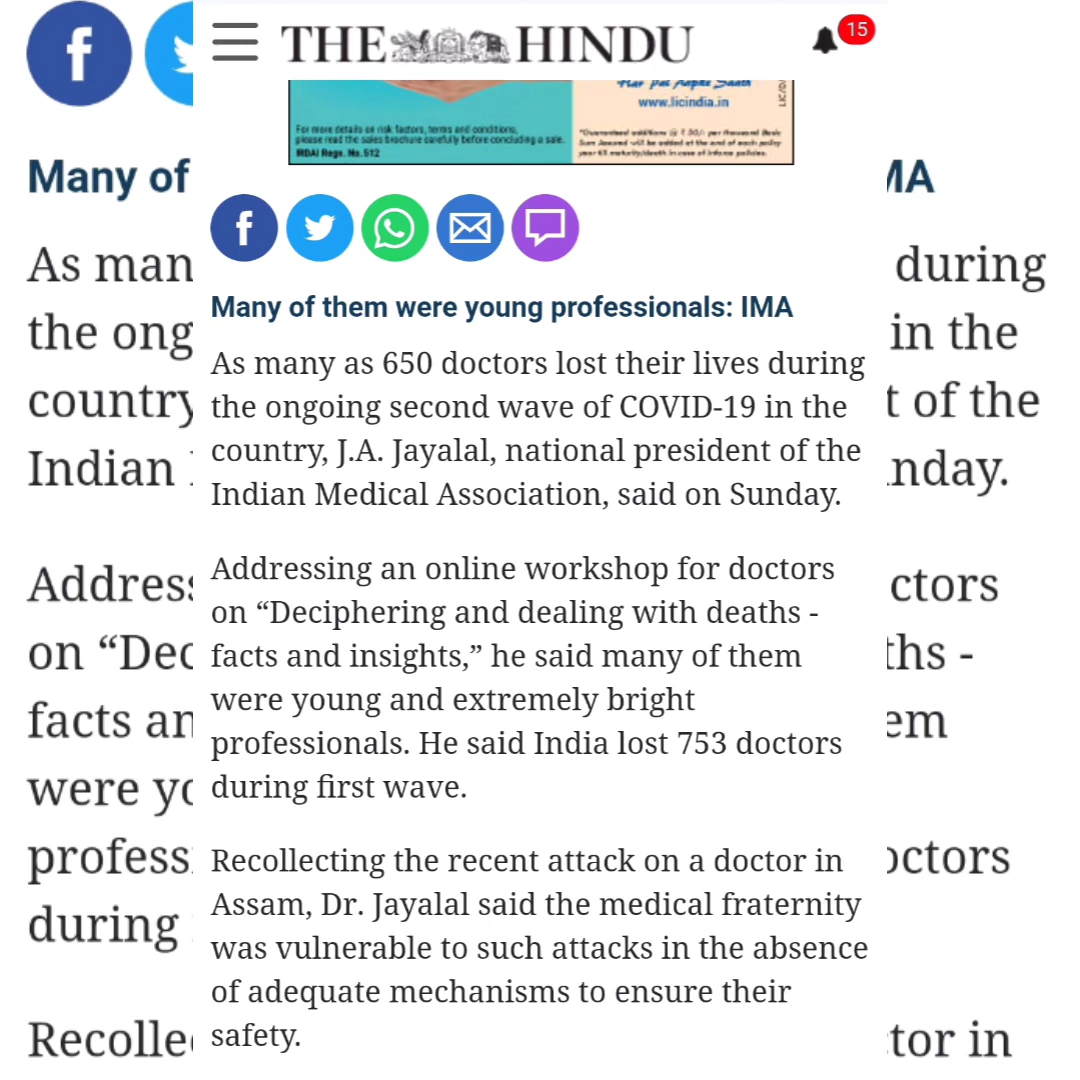 THE HINDU
15
Har Pal Aapke Saath
www.licindia.in
For more details on risk factors, terms and conditions,
please read the sales brochure carefully before concluding a sale.
IRDAI Regn. No. 512
Many of
MA
Many of them were young professionals: IMA
As man
during
the ong
in the
country
t of the
Indian
nday.
As many as 650 doctors lost their lives during
the ongoing second wave of COVID-19 in the
country, J.A. Jayalal, national president of the
Indian Medical Association, said on Sunday.
Address
ctors
on “Dec
ths -
facts an
em
were yo
profess
octors
during
Addressing an online workshop for doctors
on “Deciphering and dealing with deaths -
facts and insights,” he said many of them
were young and extremely bright
professionals. He said India lost 753 doctors
during first wave.
Recolle
tor in
Recollecting the recent attack on a doctor in
Assam, Dr. Jayalal said the medical fraternity
was vulnerable to such attacks in the absence
of adequate mechanisms to ensure their
safety.